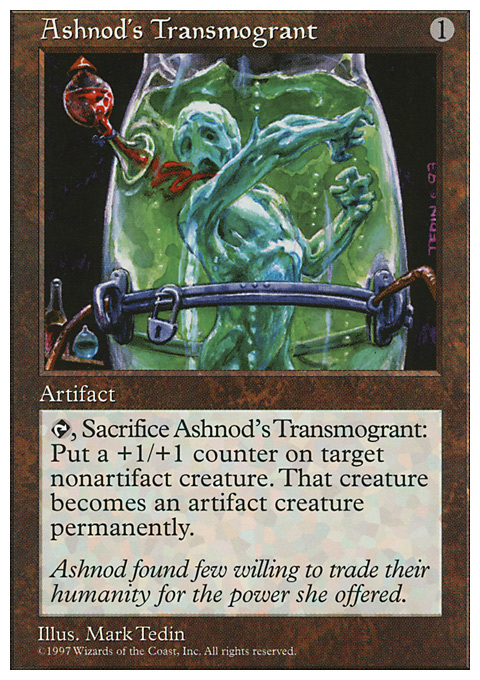 Ashnod's Transmogrant 1
TEDIN © 93
Artifact
, Sacrifice Ashnod's Transmogrant:
Put a +1/+1 counter on target
nonartifact creature. That creature
becomes an artifact creature
permanently.
Ashnod found few willing to trade their
humanity for the power she offered.
Illus. Mark Tedin
©1997 Wizards of the Coast, Inc. All rights reserved.